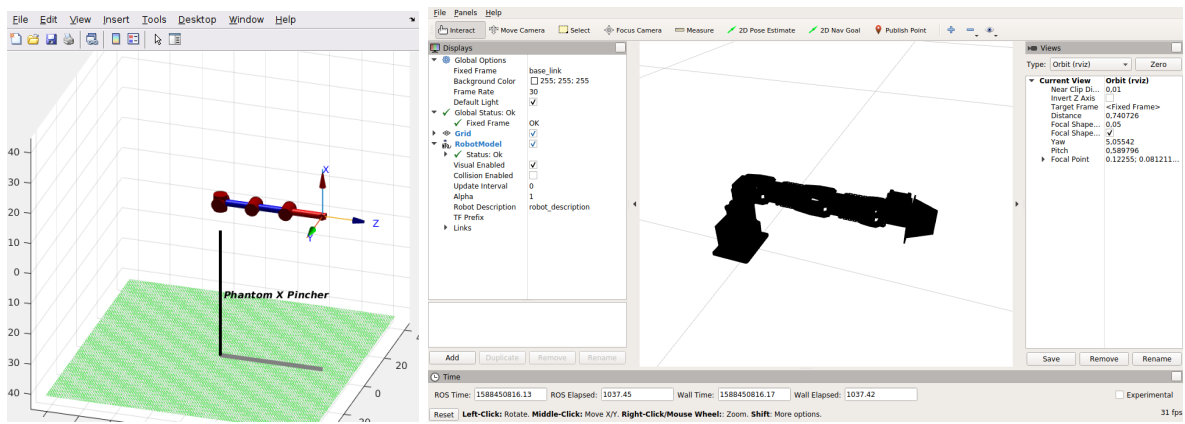 File Edit View Insert Tools Desktop Window Help
40
30
20
10
0
10
20
30
40
X
Z
Y
Phantom X Pincher
20
0
-20
File Panels Help
Interact Move Camera Select Focus Camera Measure 2D Pose Estimate 2D Nav Goal Publish Point
Displays
Global Options
Fixed Frame base_link
Background Color 255; 255; 255
Frame Rate 30
Default Light
Global Status: Ok
Fixed Frame OK
Grid
RobotModel
Status: Ok
Visual Enabled
Collision Enabled
Update Interval 0
Alpha 1
Robot Description robot_description
TF Prefix
Links
Add Duplicate Remove Rename
Views
Type: Orbit (rviz) Zero
Current View Orbit (rviz)
Near Clip Di... 0,01
Invert Z Axis
Target Frame <Fixed Frame>
Distance 0,740726
Focal Shape... 0,05
Focal Shape...
Yaw 5,05542
Pitch 0,589796
Focal Point 0.12255; 0.081211...
Save Remove Rename
Time
ROS Time: 1588450816.13 ROS Elapsed: 1037.45 Wall Time: 1588450816.17 Wall Elapsed: 1037.42 Experimental
Reset Left-Click: Rotate. Middle-Click: Move X/Y. Right-Click/Mouse Wheel:: Zoom. Shift: More options. 31 fps